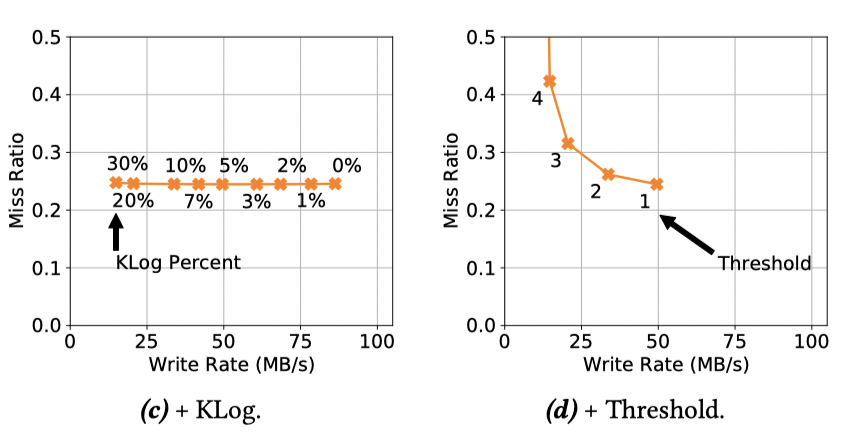 0.5
0.4
0.3
0.2
0.1
0.0
Miss Ratio
30% 10% 5% 2% 0%
20% 7% 3% 1%
KLog Percent
0 25 50 75 100
Write Rate (MB/s)
(c) + KLog.
0.5
0.4
0.3
0.2
0.1
0.0
Miss Ratio
4
3
2
1
Threshold
0 25 50 75 100
Write Rate (MB/s)
(d) + Threshold.